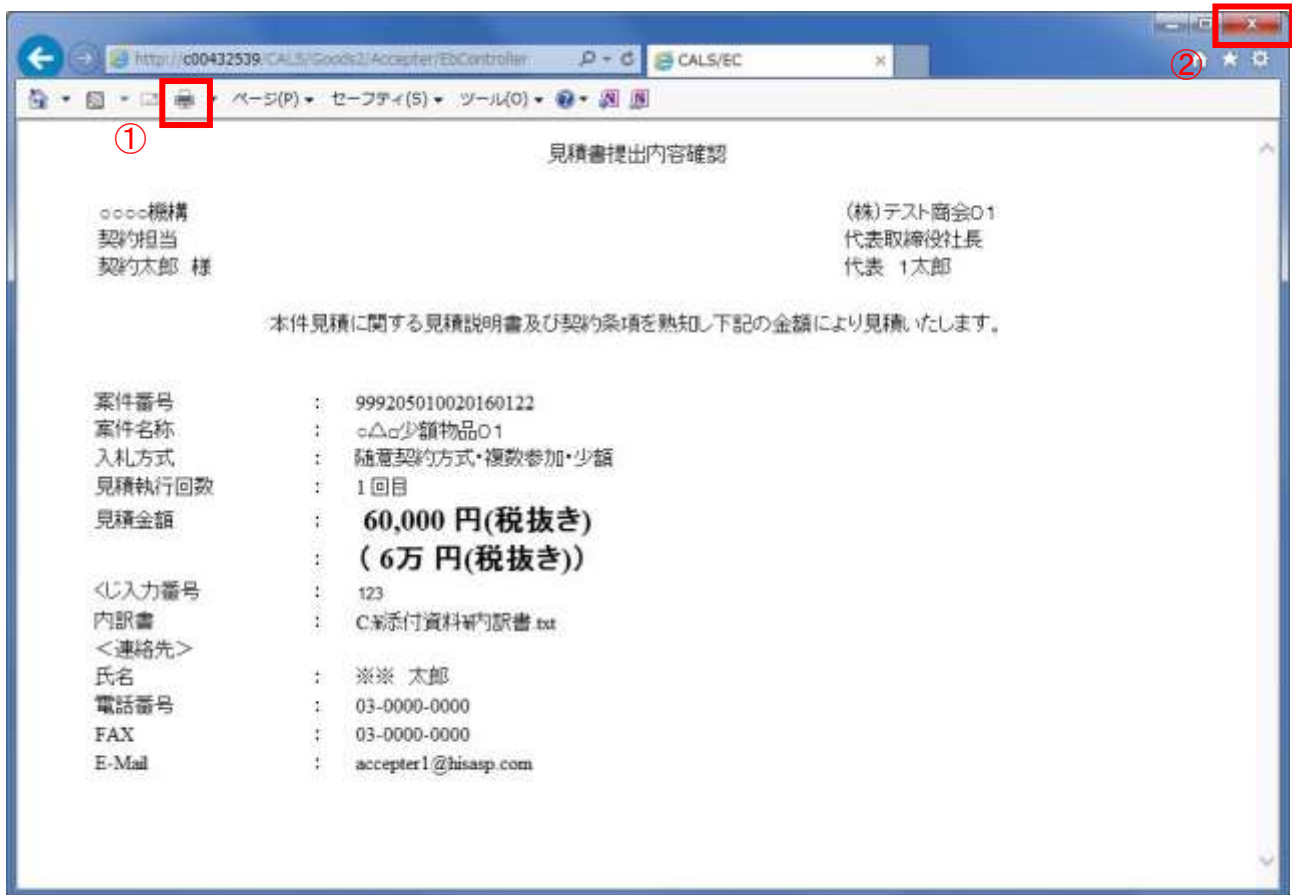 http://c00432539/CALS/Goods2/Accepter/EbController
CALS/EC
②
ページ(P) セーフティ(S) ツール(O)
①
見積書提出内容確認
○○○○機構 (株)テスト商会01
契約担当 代表取締役社長
契約太郎 様 代表 1太郎
本件見積に関する見積説明書及び契約条項を熟知し下記の金額により見積いたします。
案件番号 : 999205010020160122
案件名称 : ○△□少額物品01
入札方式 : 随意契約方式・複数参加・少額
見積執行回数 : 1回目
見積金額 : 60,000 円(税抜き)
: ( 6万 円(税抜き))
くじ入力番号 : 123
内訳書 : C:¥添付資料¥内訳書.txt
<連絡先>
氏名 : ※※ 太郎
電話番号 : 03-0000-0000
FAX : 03-0000-0000
E-Mail : accepter1@hisasp.com